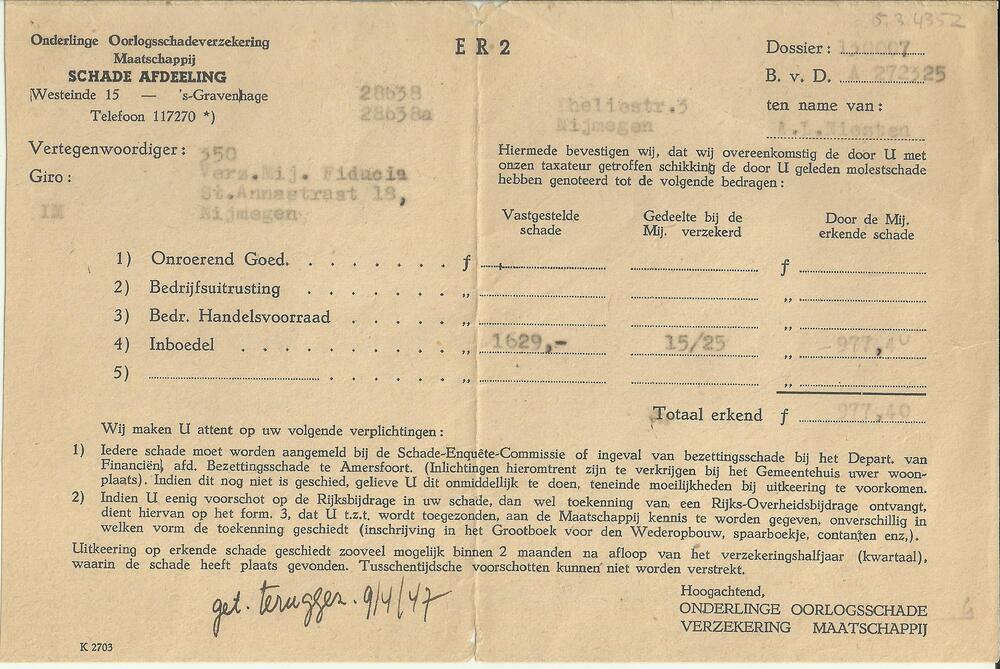 5.3.4352
Onderlinge Oorlogsschadeverzekering
Maatschappij
SCHADE AFDEELING
Westeinde 15 — 's-Gravenhage
Telefoon 117270 *)
28638
28638a
E R 2
Dossier :
B. v. D. A 272325
ten name van :
A.L.Niesten
Theliestr.3
Nijmegen
Vertegenwoordiger : 350
Giro : Verz.Mij. Fiducia
St.Annastraat 18,
IM Nijmegen
Hiermede bevestigen wij, dat wij overeenkomstig de door U met
onzen taxateur getroffen schikking de door U geleden molestschade
hebben genoteerd tot de volgende bedragen :
Vastgestelde schade Gedeelte bij de Mij. verzekerd Door de Mij. erkende schade
1) Onroerend Goed. . . . . . . . ƒ ƒ
2) Bedrijfsuitrusting . . . . . . „ „
3) Bedr. Handelsvoorraad . . . . . „ „
4) Inboedel . . . . . . . . . . „ 1629,- 15/25 „ 977,40
5) . . . . . „ „
Totaal erkend ƒ 977,40
Wij maken U attent op uw volgende verplichtingen :
1) Iedere schade moet worden aangemeld bij de Schade-Enquête-Commissie of ingeval van bezettingsschade bij het Depart. van
Financiën, afd. Bezettingsschade te Amersfoort. (Inlichtingen hieromtrent zijn te verkrijgen bij het Gemeentehuis uwer woon-
plaats). Indien dit nog niet is geschied, gelieve U dit onmiddellijk te doen, teneinde moeilijkheden bij uitkeering te voorkomen.
2) Indien U eenig voorschot op de Rijksbijdrage in uw schade, dan wel toekenning van een Rijks-Overheidsbijdrage ontvangt,
dient hiervan op het form. 3, dat U t.z.t. wordt toegezonden, aan de Maatschappij kennis te worden gegeven, onverschillig in
welken vorm de toekenning geschiedt (inschrijving in het Grootboek voor den Wederopbouw, spaarboekje, contanten enz,).
Uitkeering op erkende schade geschiedt zooveel mogelijk binnen 2 maanden na afloop van het verzekeringshalfjaar (kwartaal),
waarin de schade heeft plaats gevonden. Tusschentijdsche voorschotten kunnen niet worden verstrekt.
get. teruggez. 9/4/47
Hoogachtend,
ONDERLINGE OORLOGSSCHADE
VERZEKERING MAATSCHAPPIJ
K 2703